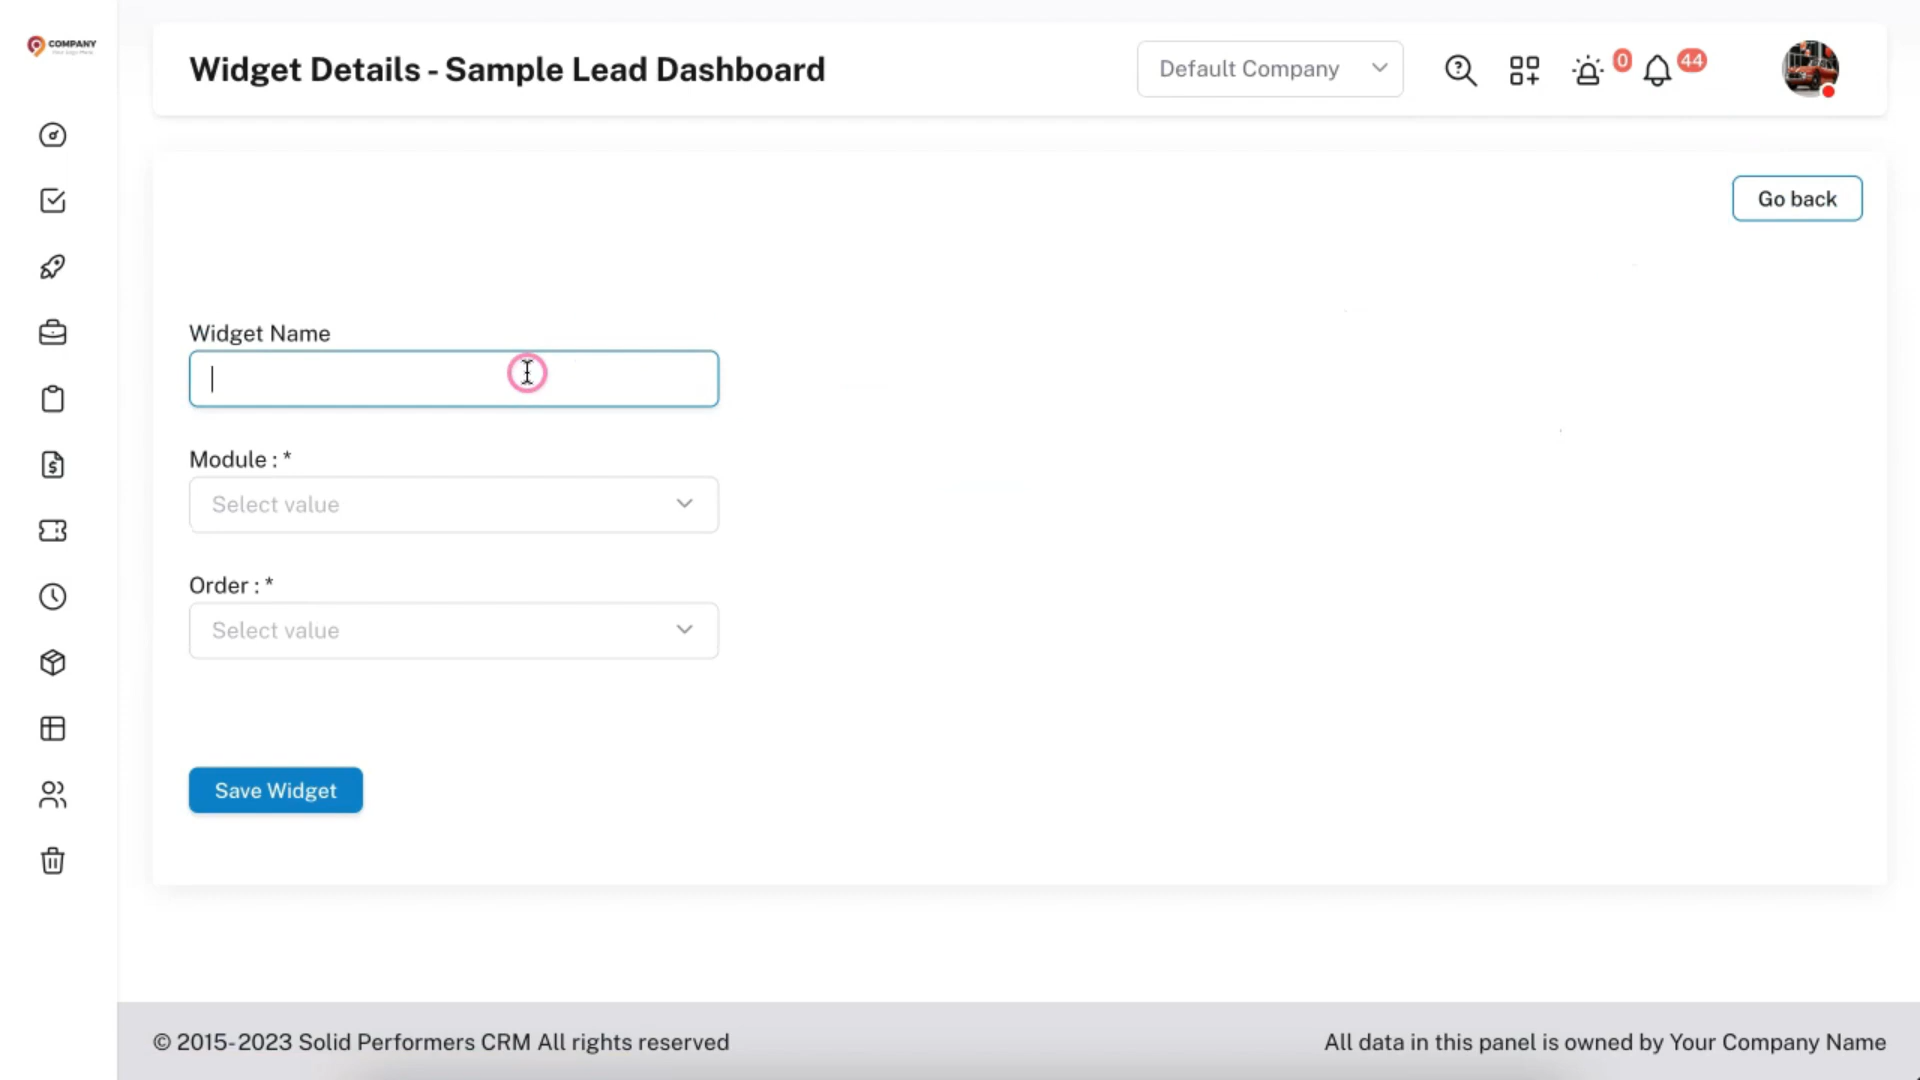 COMPANY
Widget Details - Sample Lead Dashboard
Default Company
0
44
Go back
Widget Name
Module : *
Select value
Order : *
Select value
Save Widget
© 2015-2023 Solid Performers CRM All rights reserved
All data in this panel is owned by Your Company Name